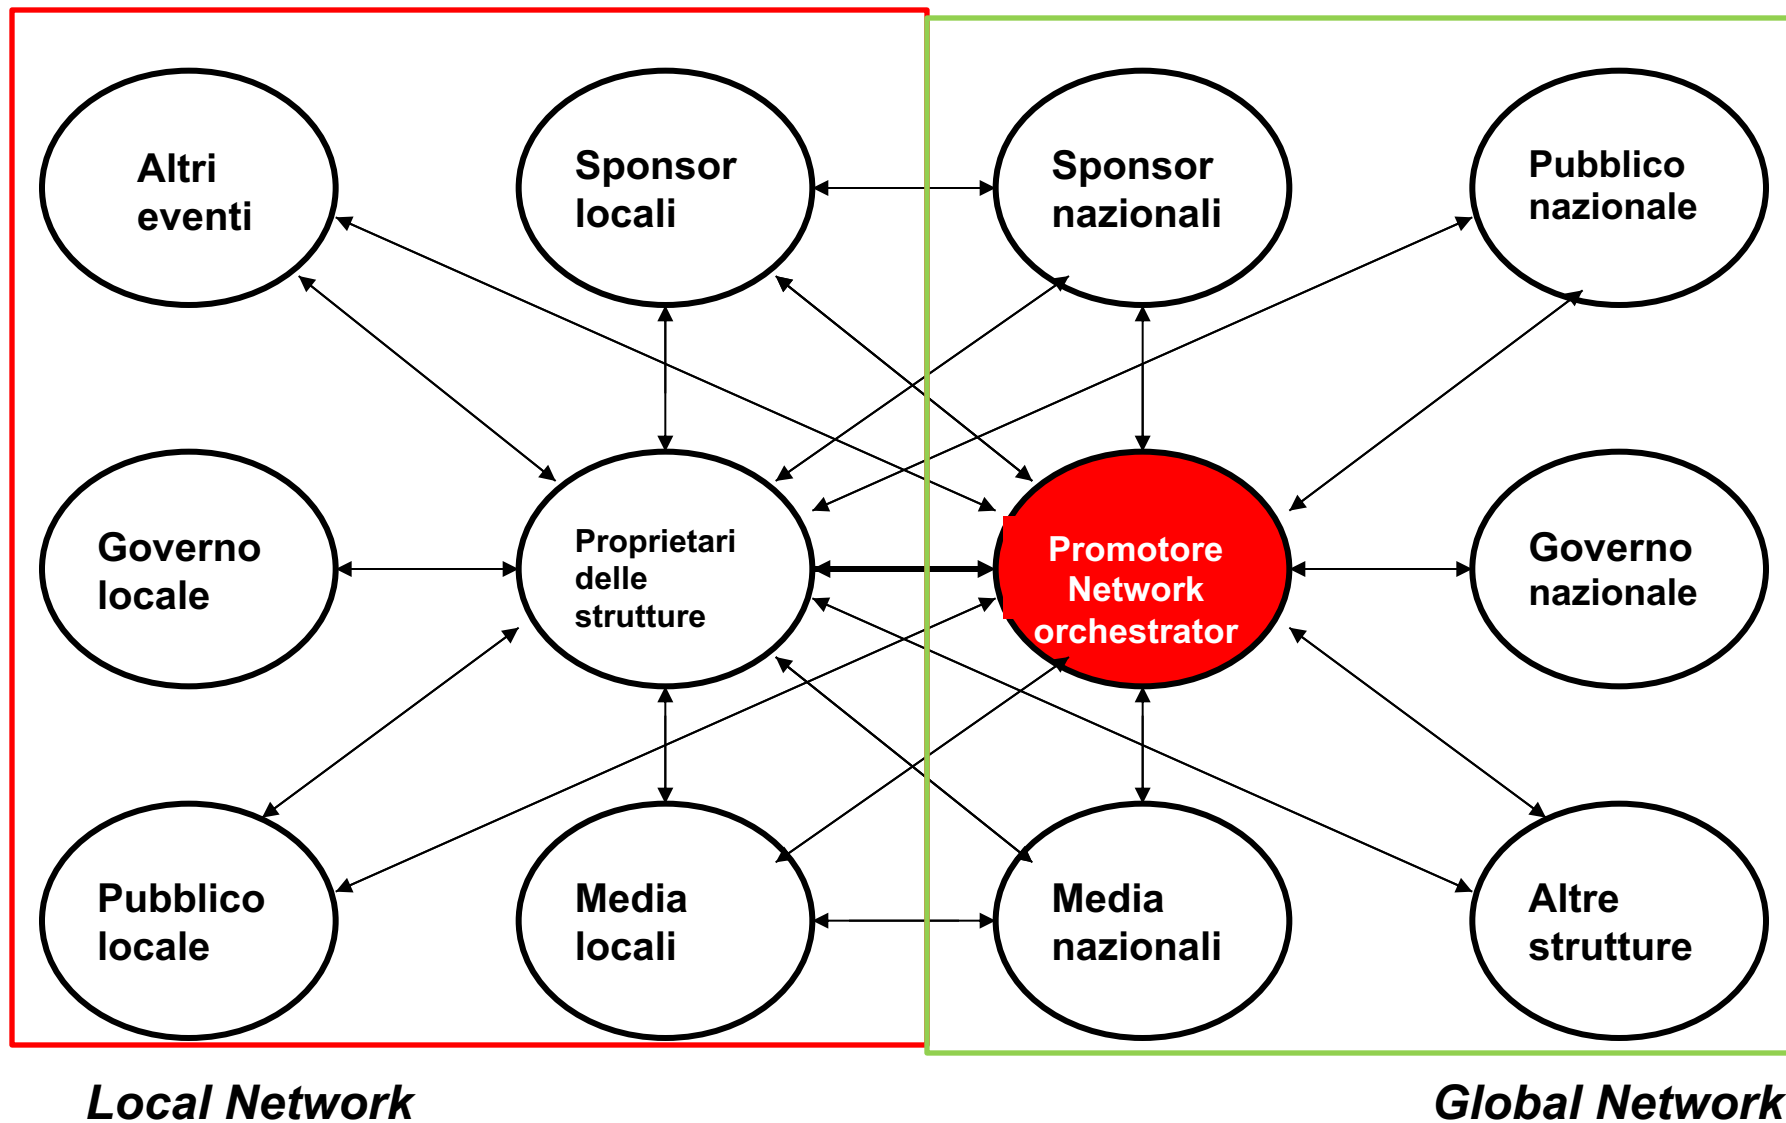 Altri
eventi
Sponsor
locali
Sponsor
nazionali
Pubblico
nazionale
Governo
locale
Proprietari
delle
strutture
Promotore
Network
orchestrator
Governo
nazionale
Pubblico
locale
Media
locali
Media
nazionali
Altre
strutture
Local Network
Global Network